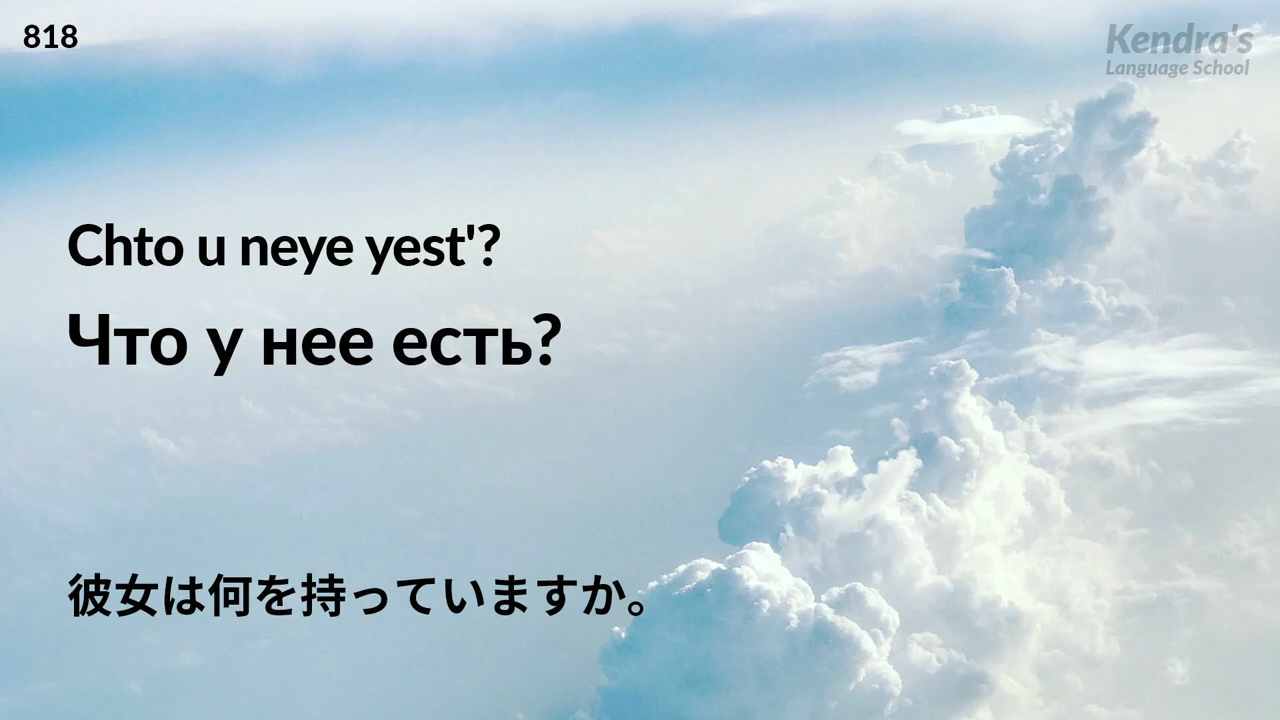 818
Kendra's
Language School
Chto u neye yest'?
Что у нее есть?
彼女は何を持っていますか。